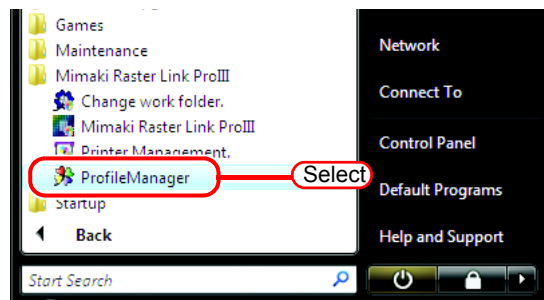 Games
Maintenance
Mimaki Raster Link ProⅢ
Change work folder.
Mimaki Raster Link ProⅢ
Printer Management.
ProfileManager
Select
Startup
Back
Start Search
Network
Connect To
Control Panel
Default Programs
Help and Support